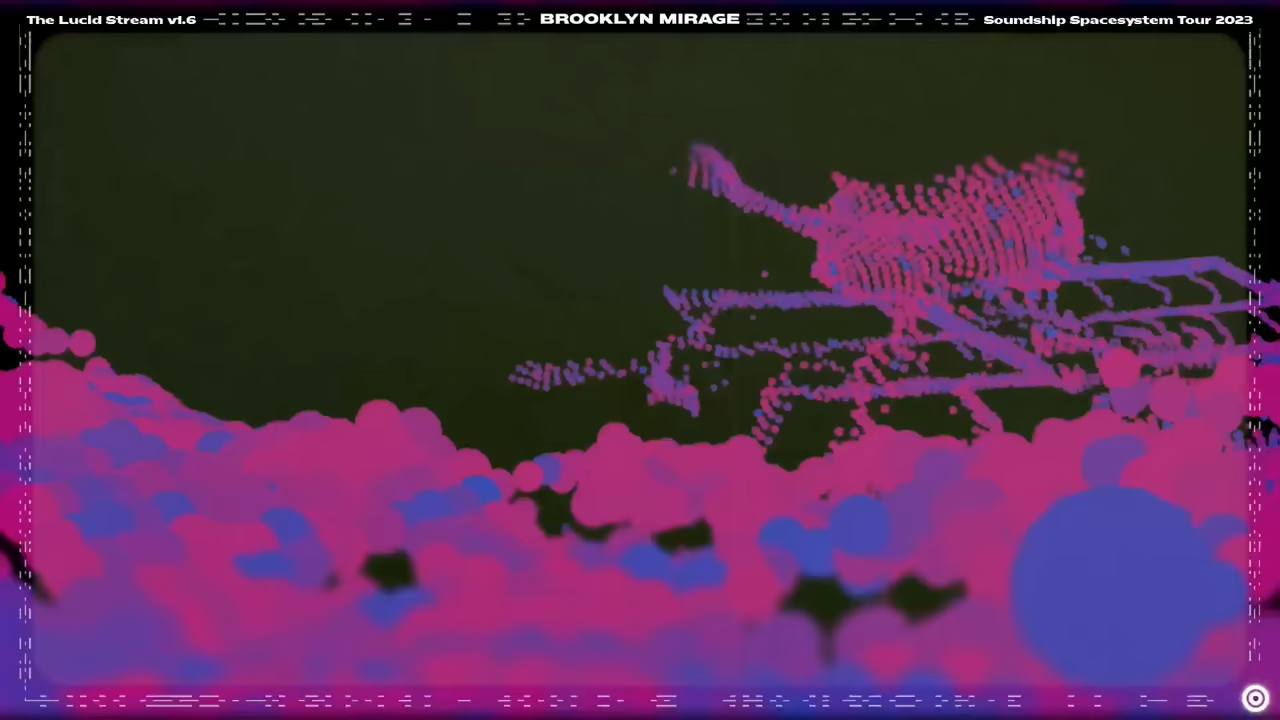 The Lucid Stream v1.6
BROOKLYN MIRAGE
Soundship Spacesystem Tour 2023